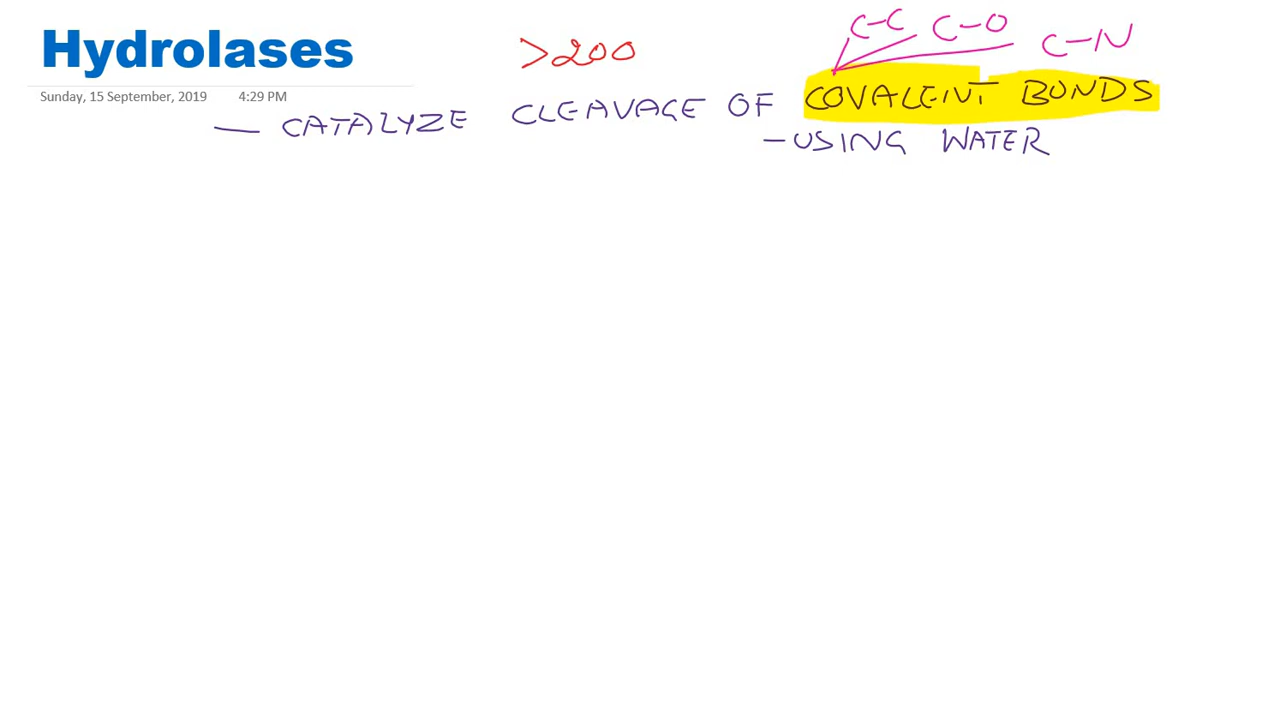 Hydrolases
>200
C-C C-O C-N
Sunday, 15 September, 2019 4:29 PM
— CATALYZE CLEAVAGE OF COVALENT BONDS
- USING WATER